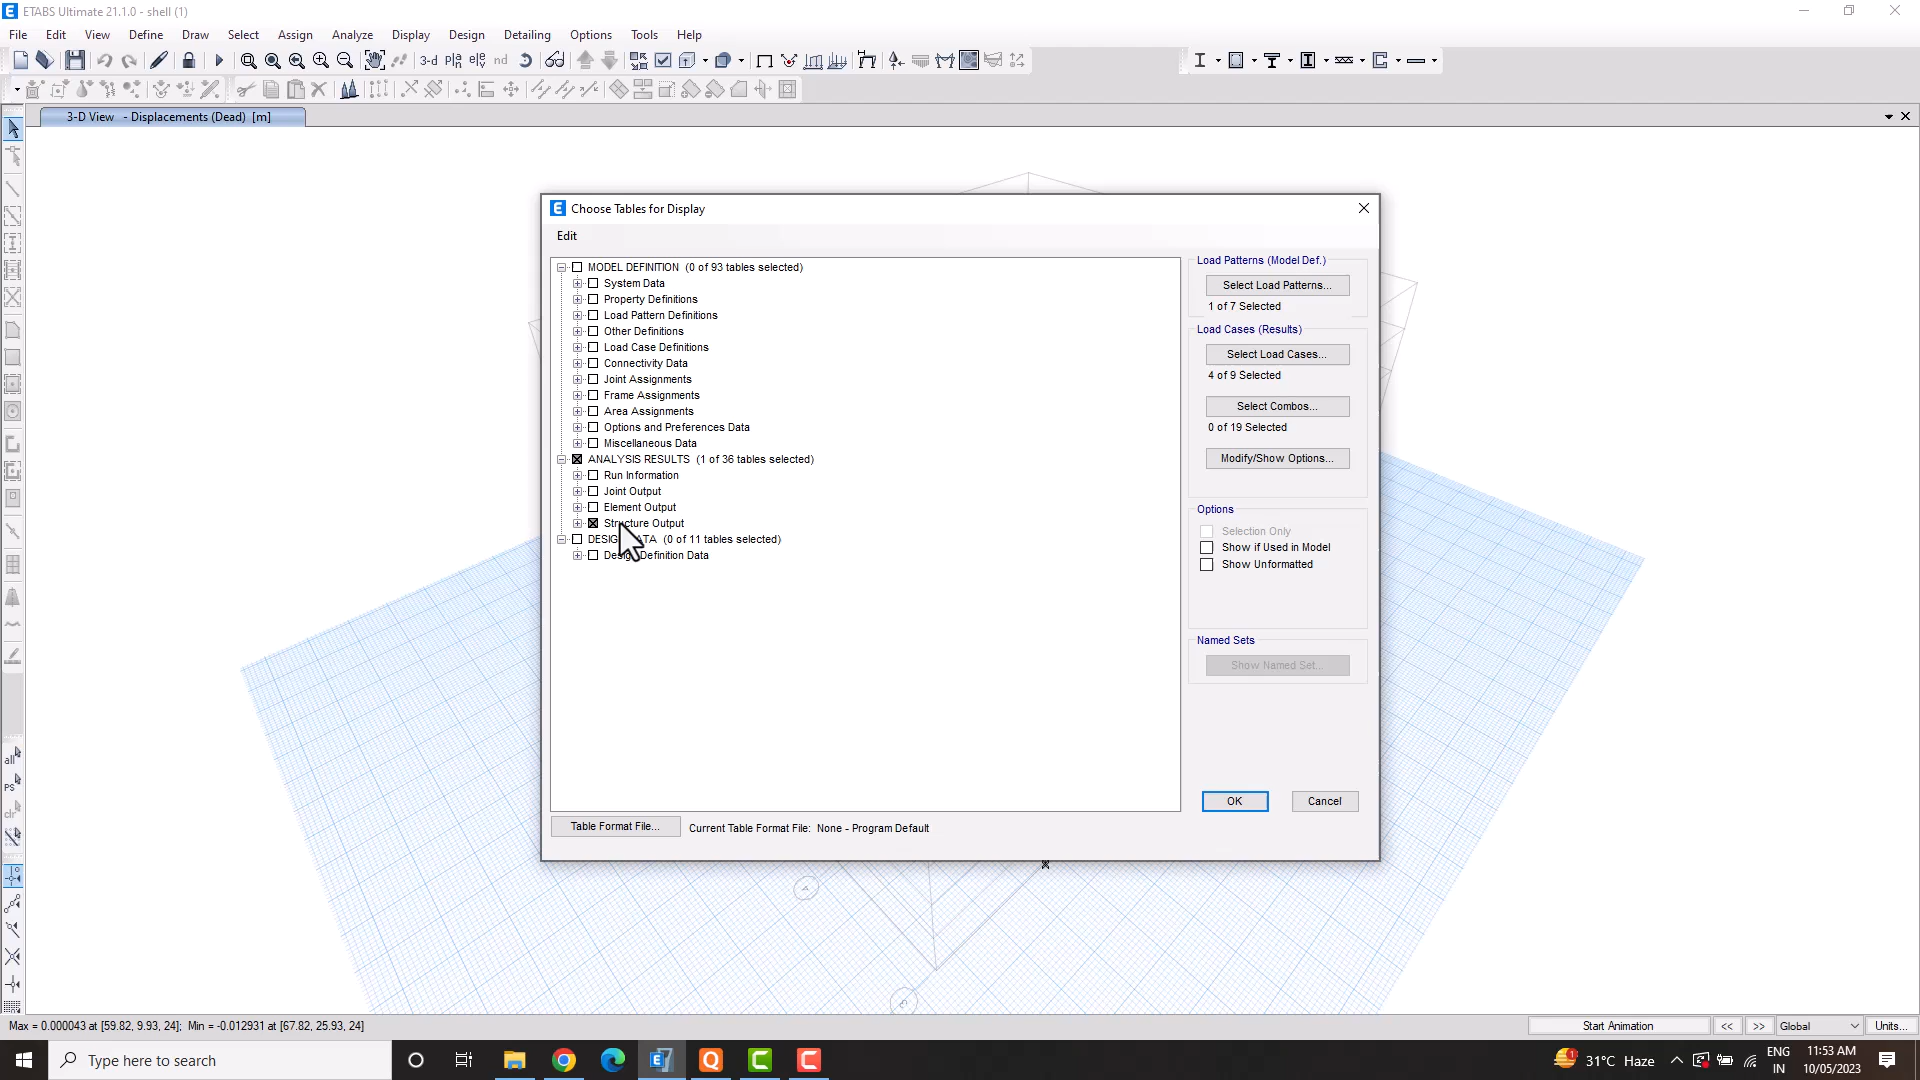 ETABS Ultimate 21.1.0 - shell (1)
File Edit View Define Draw Select Assign Analyze Display Design Detailing Options Tools Help
3-d pla ele nd
3-D View - Displacements (Dead) [m]
Choose Tables for Display
Edit
MODEL DEFINITION (0 of 93 tables selected)
System Data
Property Definitions
Load Pattern Definitions
Other Definitions
Load Case Definitions
Connectivity Data
Joint Assignments
Frame Assignments
Area Assignments
Options and Preferences Data
Miscellaneous Data
ANALYSIS RESULTS (1 of 36 tables selected)
Run Information
Joint Output
Element Output
Structure Output
(0 of 11 tables selected)
Definition Data
Load Patterns (Model Def.)
Select Load Patterns...
1 of 7 Selected
Load Cases (Results)
Select Load Cases...
4 of 9 Selected
Select Combos...
0 of 19 Selected
Modify/Show Options...
Options
Selection Only
Show if Used in Model
Show Unformatted
Named Sets
Show Named Set...
OK Cancel
Table Format File... Current Table Format File: None - Program Default
all
PS
clr
Max = 0.000043 at [59.82, 9.93, 24]; Min = -0.012931 at [67.82, 25.93, 24]
Start Animation << >> Global Units...
Type here to search
31°C Haze
ENG
IN
11:53 AM
10/05/2023